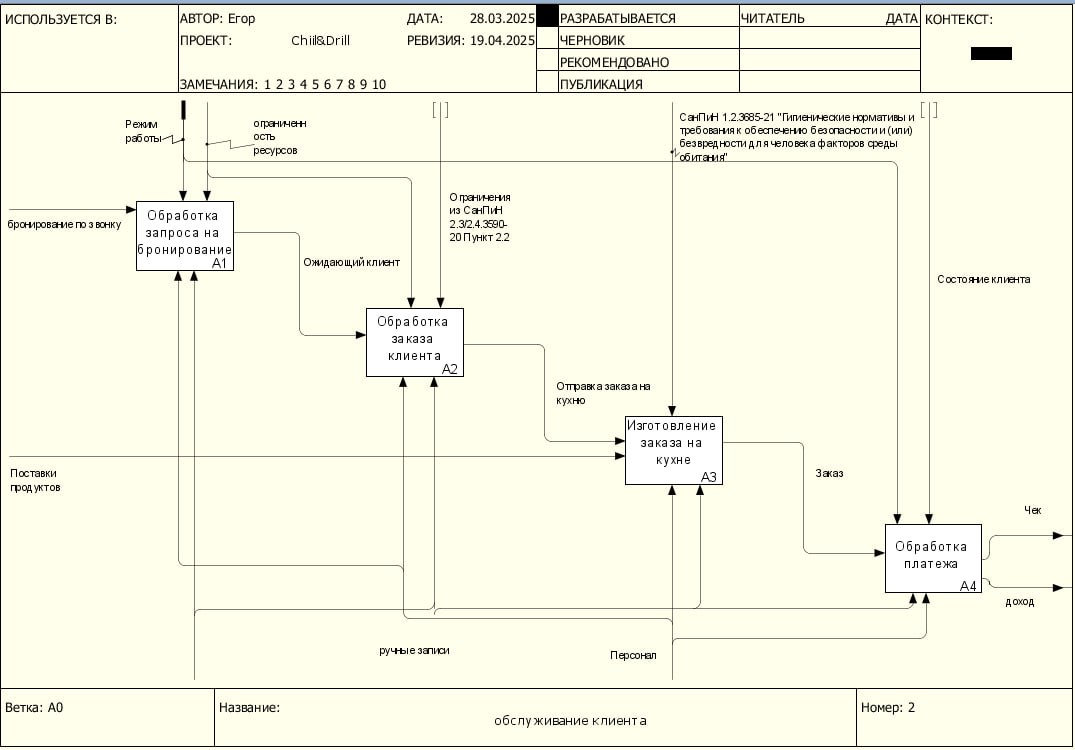 ИСПОЛЬЗУЕТСЯ В:
АВТОР: Егор
ДАТА: 28.03.2025
РАЗРАБАТЫВАЕТСЯ
ЧИТАТЕЛЬ
ДАТА
КОНТЕКСТ:
ПРОЕКТ: Chiil&Drill
РЕВИЗИЯ: 19.04.2025
ЧЕРНОВИК
РЕКОМЕНДОВАНО
ЗАМЕЧАНИЯ: 1 2 3 4 5 6 7 8 9 10
ПУБЛИКАЦИЯ
Режим
работы
ограниченн
ость
ресурсов
СанПиН 1.2.3685-21 "Гигиенические нормативы и
требования к обеспечению безопасности и (или)
безвредности для человека факторов среды
обитания"
бронирование по звонку
Обработка
запроса на
бронирование
A1
Ограничения
из СанПиН
2.3/2.4.3590-
20 Пункт 2.2
Ожидающий клиент
Состояние клиента
Обработка
заказа
клиента
A2
Отправка заказа на
кухню
Изготовление
заказа на
кухне
A3
Поставки
продуктов
Заказ
Чек
Обработка
платежа
A4
доход
ручные записи
Персонал
Ветка: A0
Название:
обслуживание клиента
Номер: 2